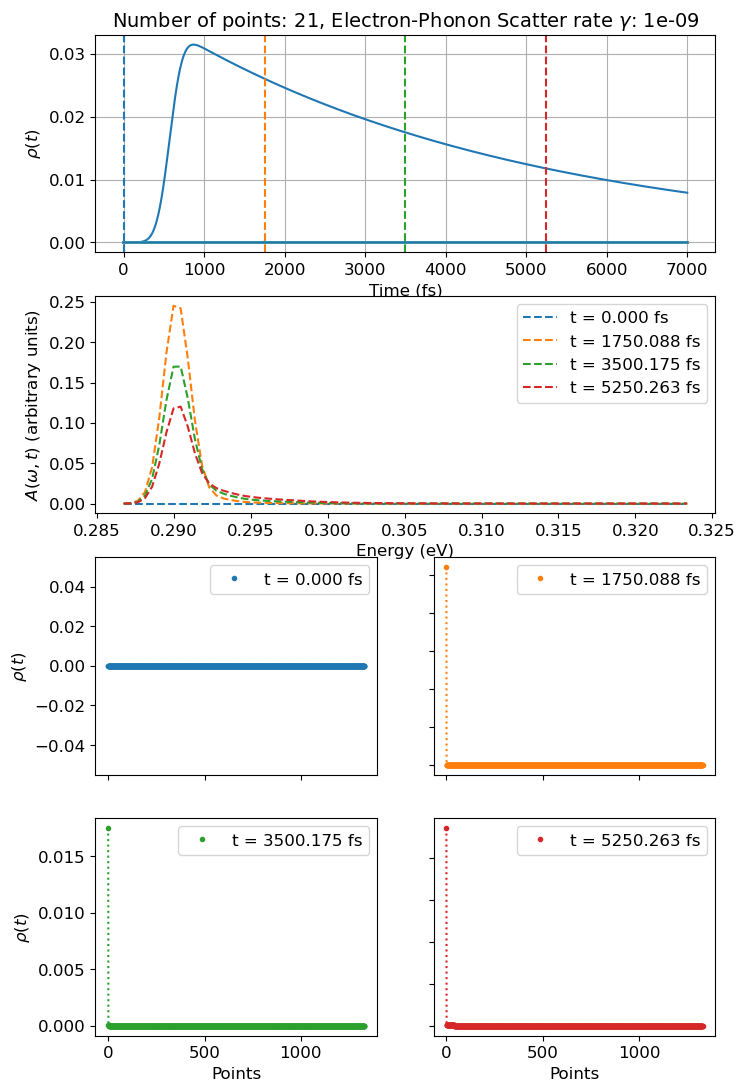 Number of points: 21, Electron-Phonon Scatter rate γ: 1e-09
0.03
0.02
0.01
0.00
ρ(t)
0 1000 2000 3000 4000 5000 6000 7000
Time (fs)
0.25
0.20
0.15
0.10
0.05
0.00
A(ω, t) (arbitrary units)
t = 0.000 fs
t = 1750.088 fs
t = 3500.175 fs
t = 5250.263 fs
0.285 0.290 0.295 0.300 0.305 0.310 0.315 0.320 0.325
Energy (eV)
0.04
0.02
0.00
−0.02
−0.04
ρ(t)
t = 0.000 fs
t = 1750.088 fs
0.015
0.010
0.005
0.000
ρ(t)
t = 3500.175 fs
0 500 1000
Points
t = 5250.263 fs
0 500 1000
Points